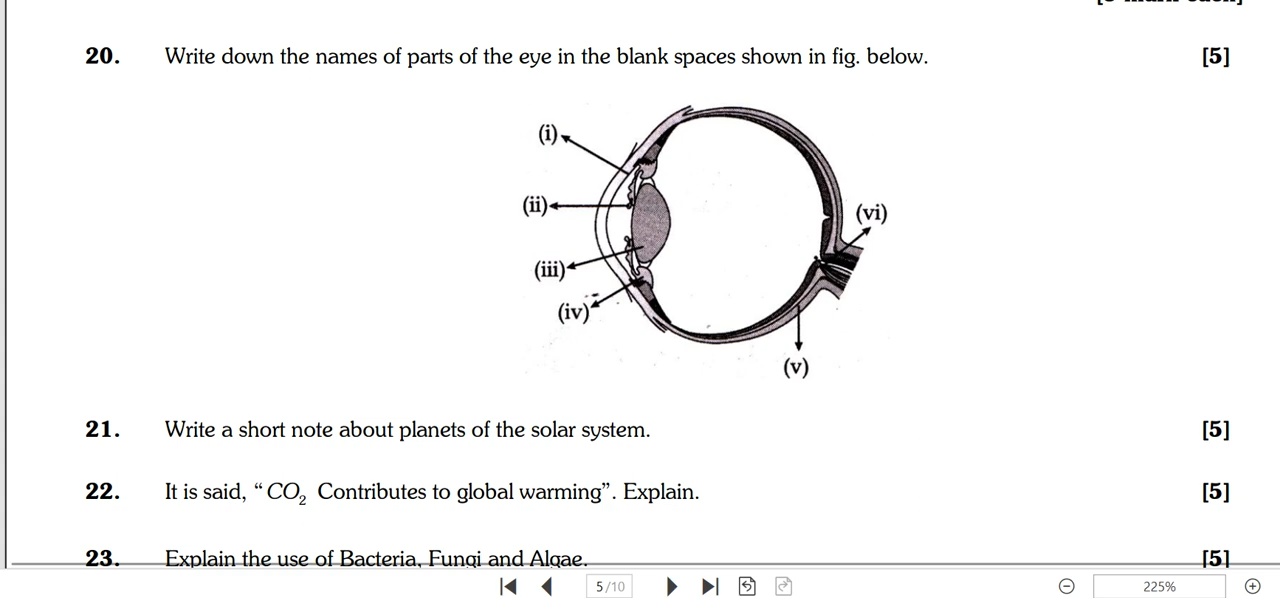 20. Write down the names of parts of the eye in the blank spaces shown in fig. below. [5]
(i)
(ii)
(vi)
(iii)
(iv)
(v)
21. Write a short note about planets of the solar system. [5]
22. It is said, “CO₂ Contributes to global warming”. Explain. [5]
23. Explain the use of Bacteria, Fungi and Algae. [5]
5/10
225%